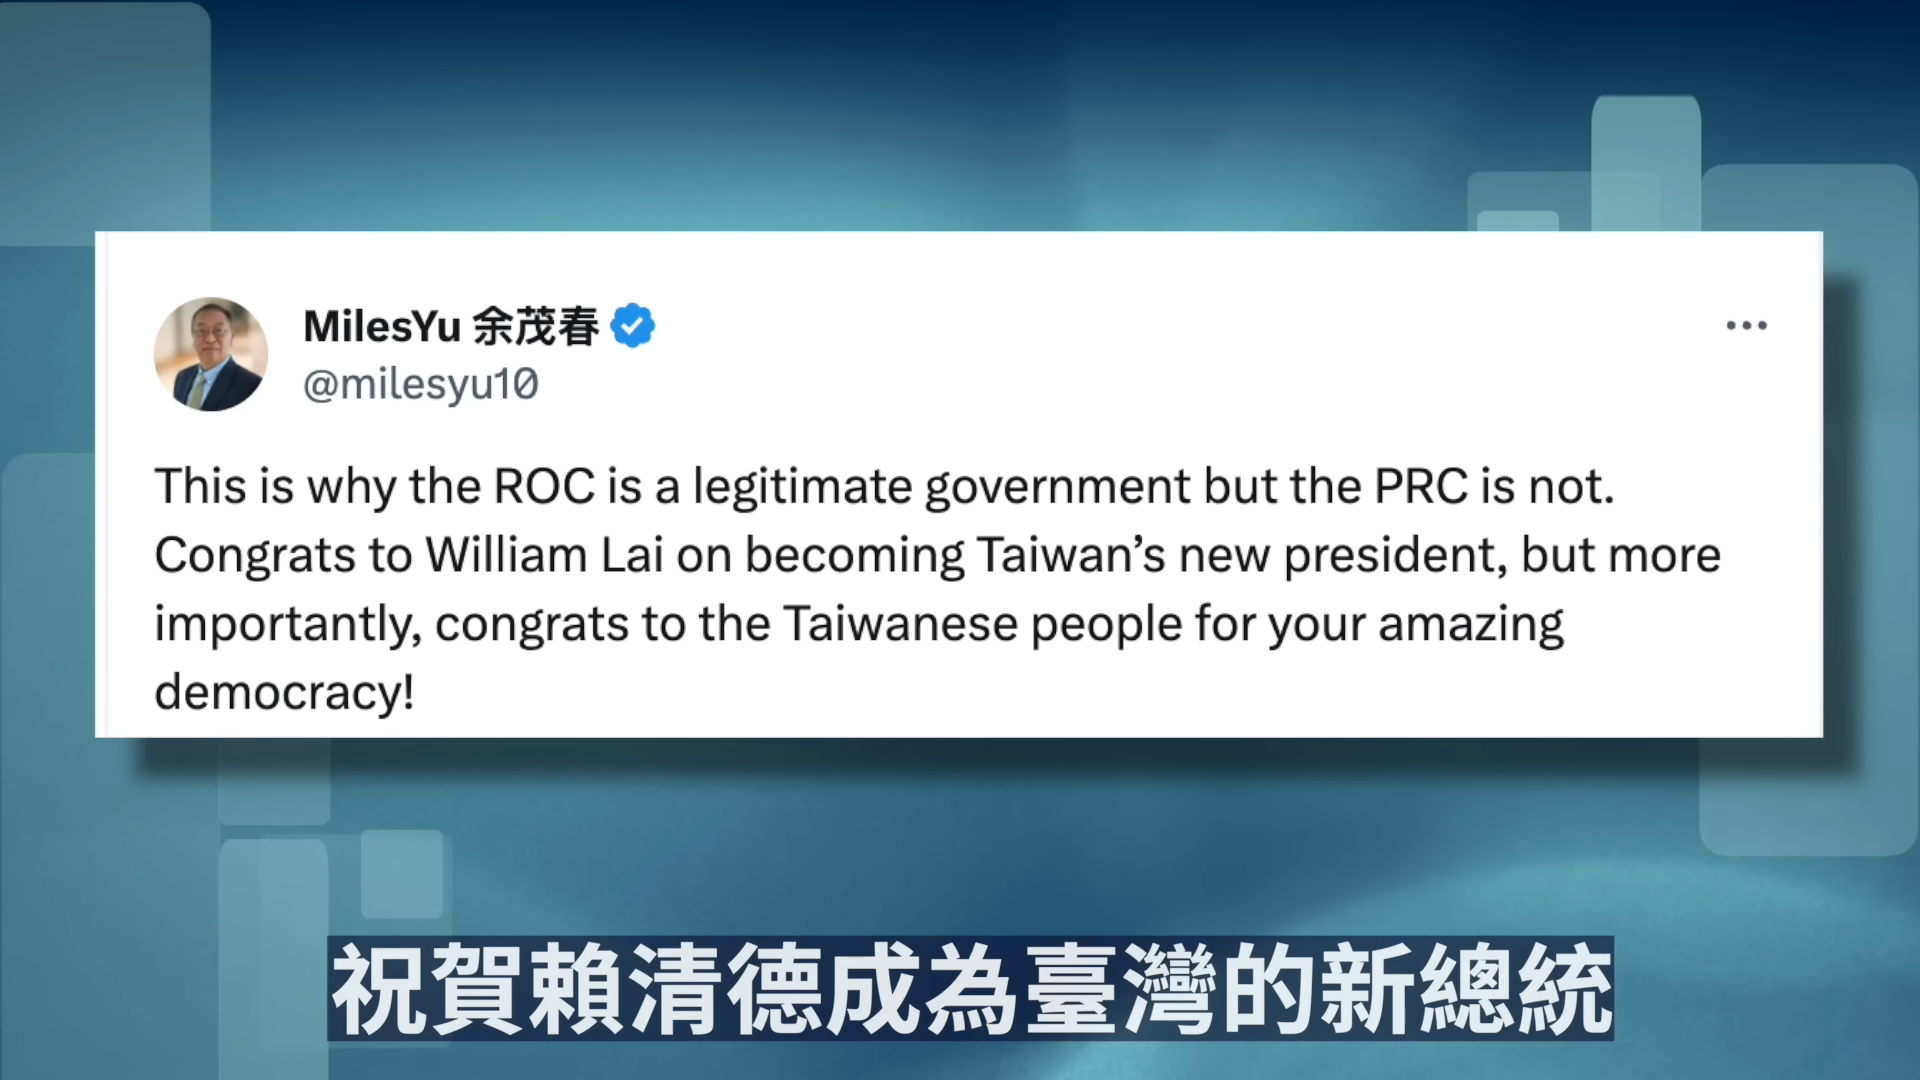 MilesYu 余茂春
@milesyu10
This is why the ROC is a legitimate government but the PRC is not.
Congrats to William Lai on becoming Taiwan’s new president, but more
importantly, congrats to the Taiwanese people for your amazing
democracy!
祝賀賴清德成為臺灣的新總統